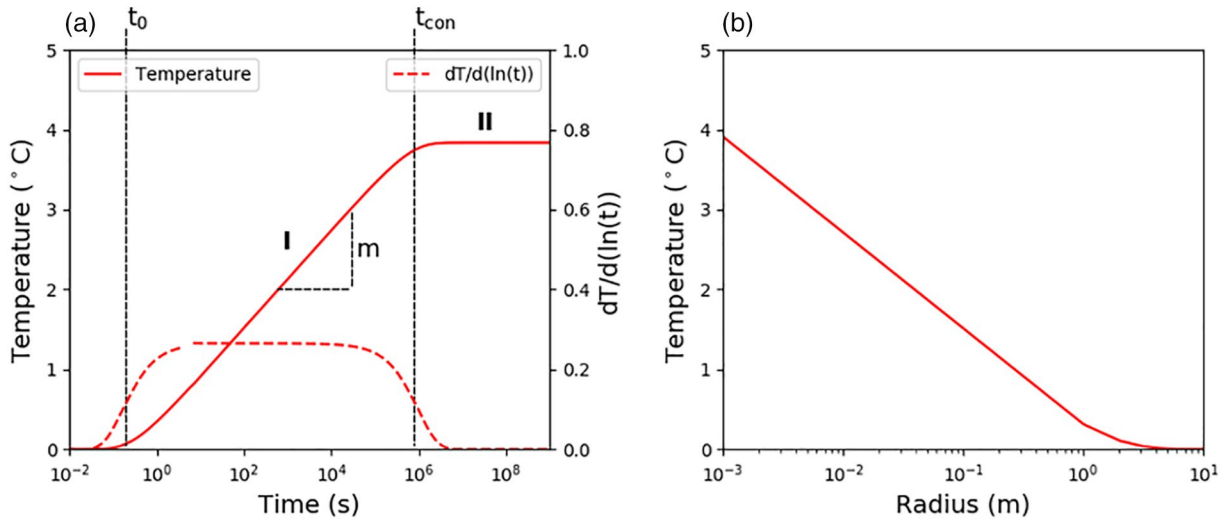 (a)
t0
tcon
Temperature
dT/d(ln(t))
I
II
m
5
4
3
2
1
0
Temperature (°C)
1.0
0.8
0.6
0.4
0.2
0.0
dT/d(ln(t))
10⁻² 10⁰ 10² 10⁴ 10⁶ 10⁸
Time (s)
(b)
5
4
3
2
1
0
Temperature (°C)
10⁻³ 10⁻² 10⁻¹ 10⁰ 10¹
Radius (m)